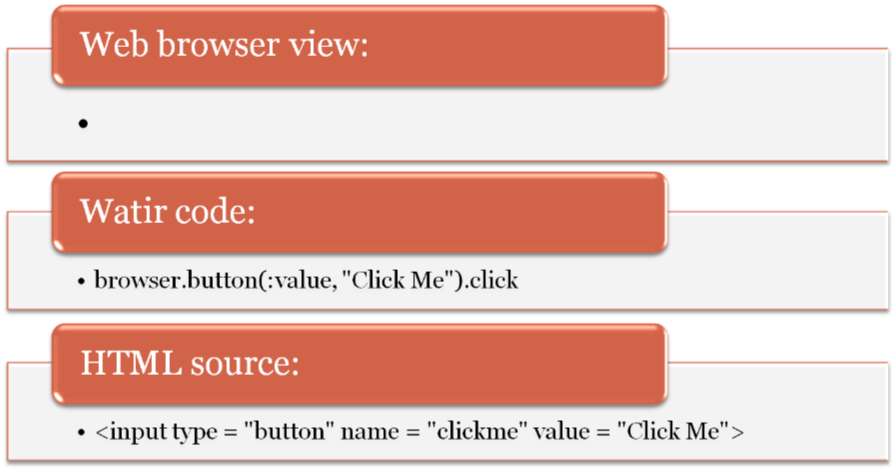 Web browser view:
•
Watir code:
• browser.button(:value, "Click Me").click
HTML source:
• <input type = "button" name = "clickme" value = "Click Me">